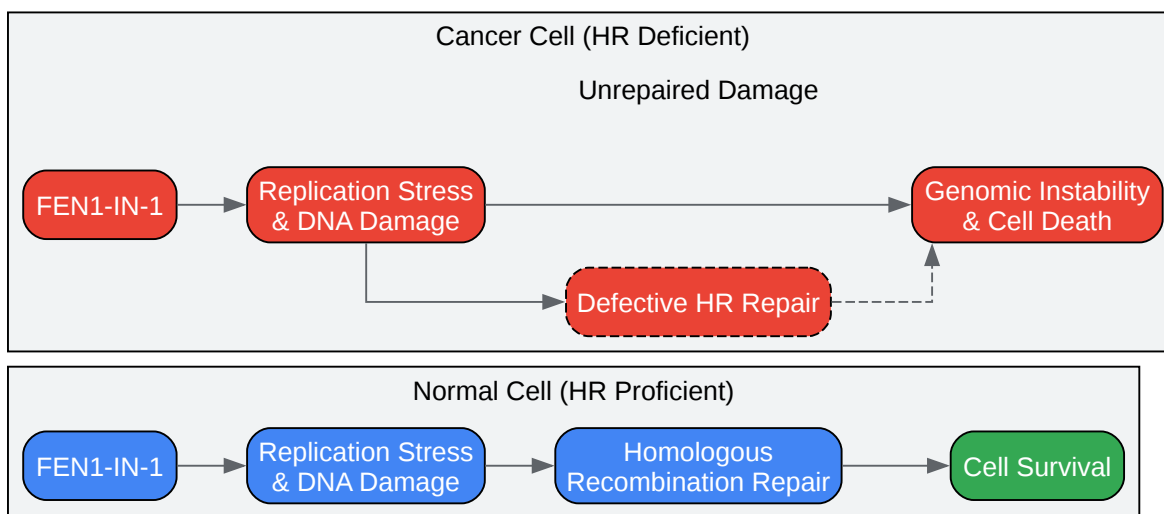 Cancer Cell (HR Deficient)
Unrepaired Damage
FEN1-IN-1
Replication Stress
& DNA Damage
Genomic Instability
& Cell Death
Defective HR Repair
Normal Cell (HR Proficient)
FEN1-IN-1
Replication Stress
& DNA Damage
Homologous
Recombination Repair
Cell Survival